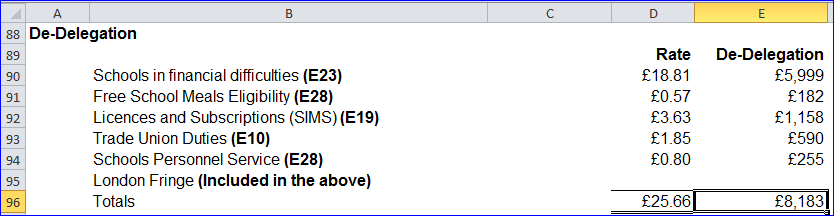 A B C D E
88 De-Delegation
89 Rate De-Delegation
90 Schools in financial difficulties (E23) £18.81 £5,999
91 Free School Meals Eligibility (E28) £0.57 £182
92 Licences and Subscriptions (SIMS) (E19) £3.63 £1,158
93 Trade Union Duties (E10) £1.85 £590
94 Schools Personnel Service (E28) £0.80 £255
95 London Fringe (Included in the above)
96 Totals £25.66 £8,183